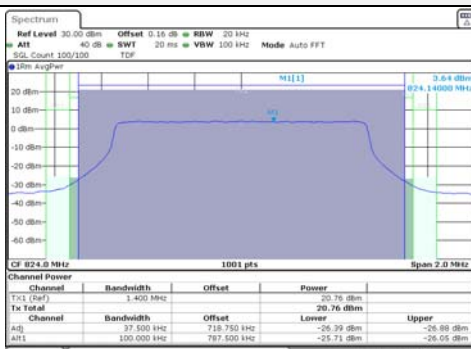 Spectrum
Ref Level 30.00 dBm Offset 0.16 dB RBW 20 kHz
Att 40 dB SWT 20 ms VBW 100 kHz Mode Auto FFT
SGL Count 100/100 TDF
1Rm AvgPwr
M1[1] 3.64 dBm
824.14000 MHz
20 dBm
10 dBm
M1
0 dBm
-10 dBm
-20 dBm
-30 dBm
-40 dBm
-50 dBm
-60 dBm
CF 824.0 MHz 1001 pts Span 2.0 MHz
Channel Power
Channel Bandwidth Offset Power
TX1 (Ref) 1.400 MHz 20.76 dBm
Tx Total 20.76 dBm
Channel Bandwidth Offset Lower Upper
Adj 37.500 kHz 718.750 kHz -26.39 dBm -26.88 dBm
Alt1 100.000 kHz 787.500 kHz -25.71 dBm -26.05 dBm